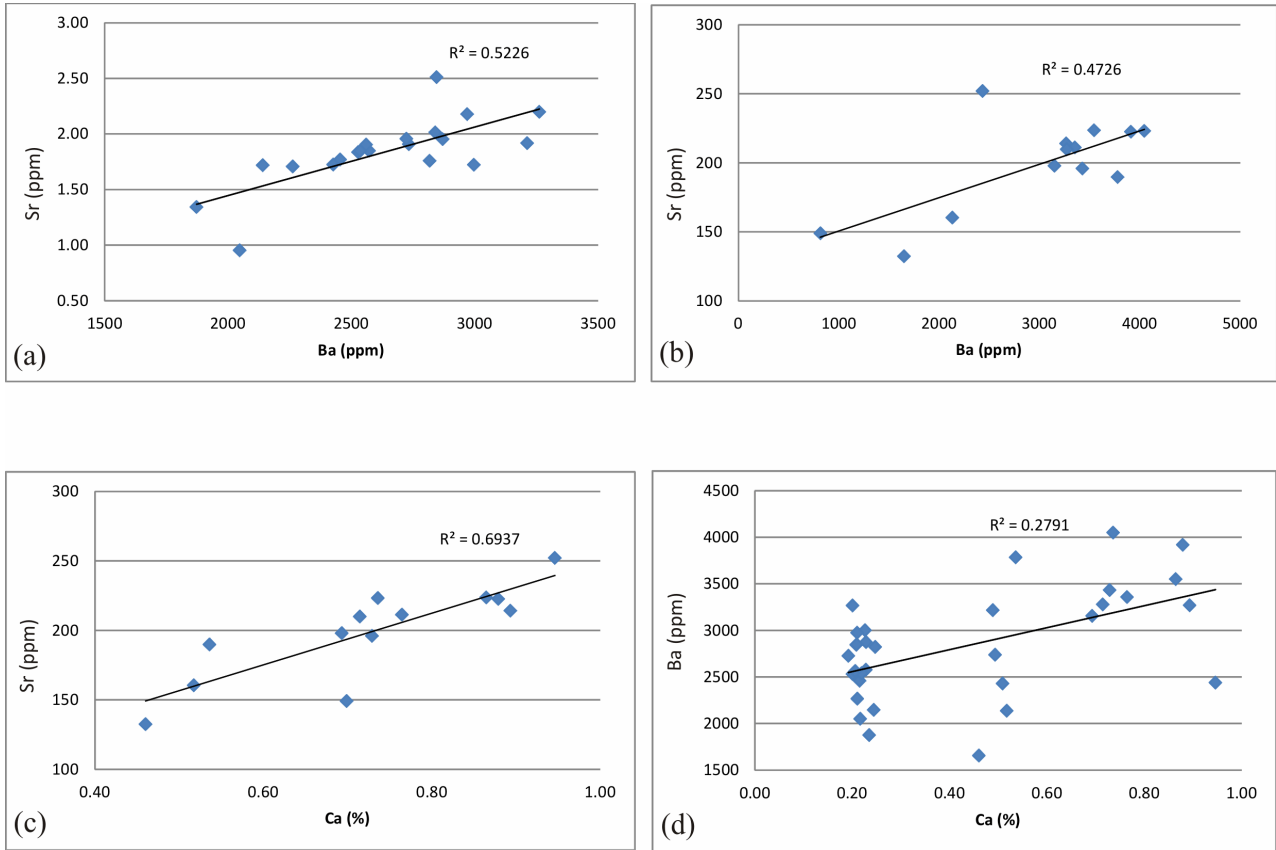 3.00
2.50
2.00
1.50
1.00
0.50
Sr (ppm)
R² = 0.5226
1500 2000 2500 3000 3500
Ba (ppm)
(a)
300
250
200
150
100
Sr (ppm)
R² = 0.4726
0 1000 2000 3000 4000 5000
Ba (ppm)
(b)
300
250
200
150
100
Sr (ppm)
R² = 0.6937
0.40 0.60 0.80 1.00
Ca (%)
(c)
4500
4000
3500
3000
2500
2000
1500
Ba (ppm)
R² = 0.2791
0.00 0.20 0.40 0.60 0.80 1.00
Ca (%)
(d)